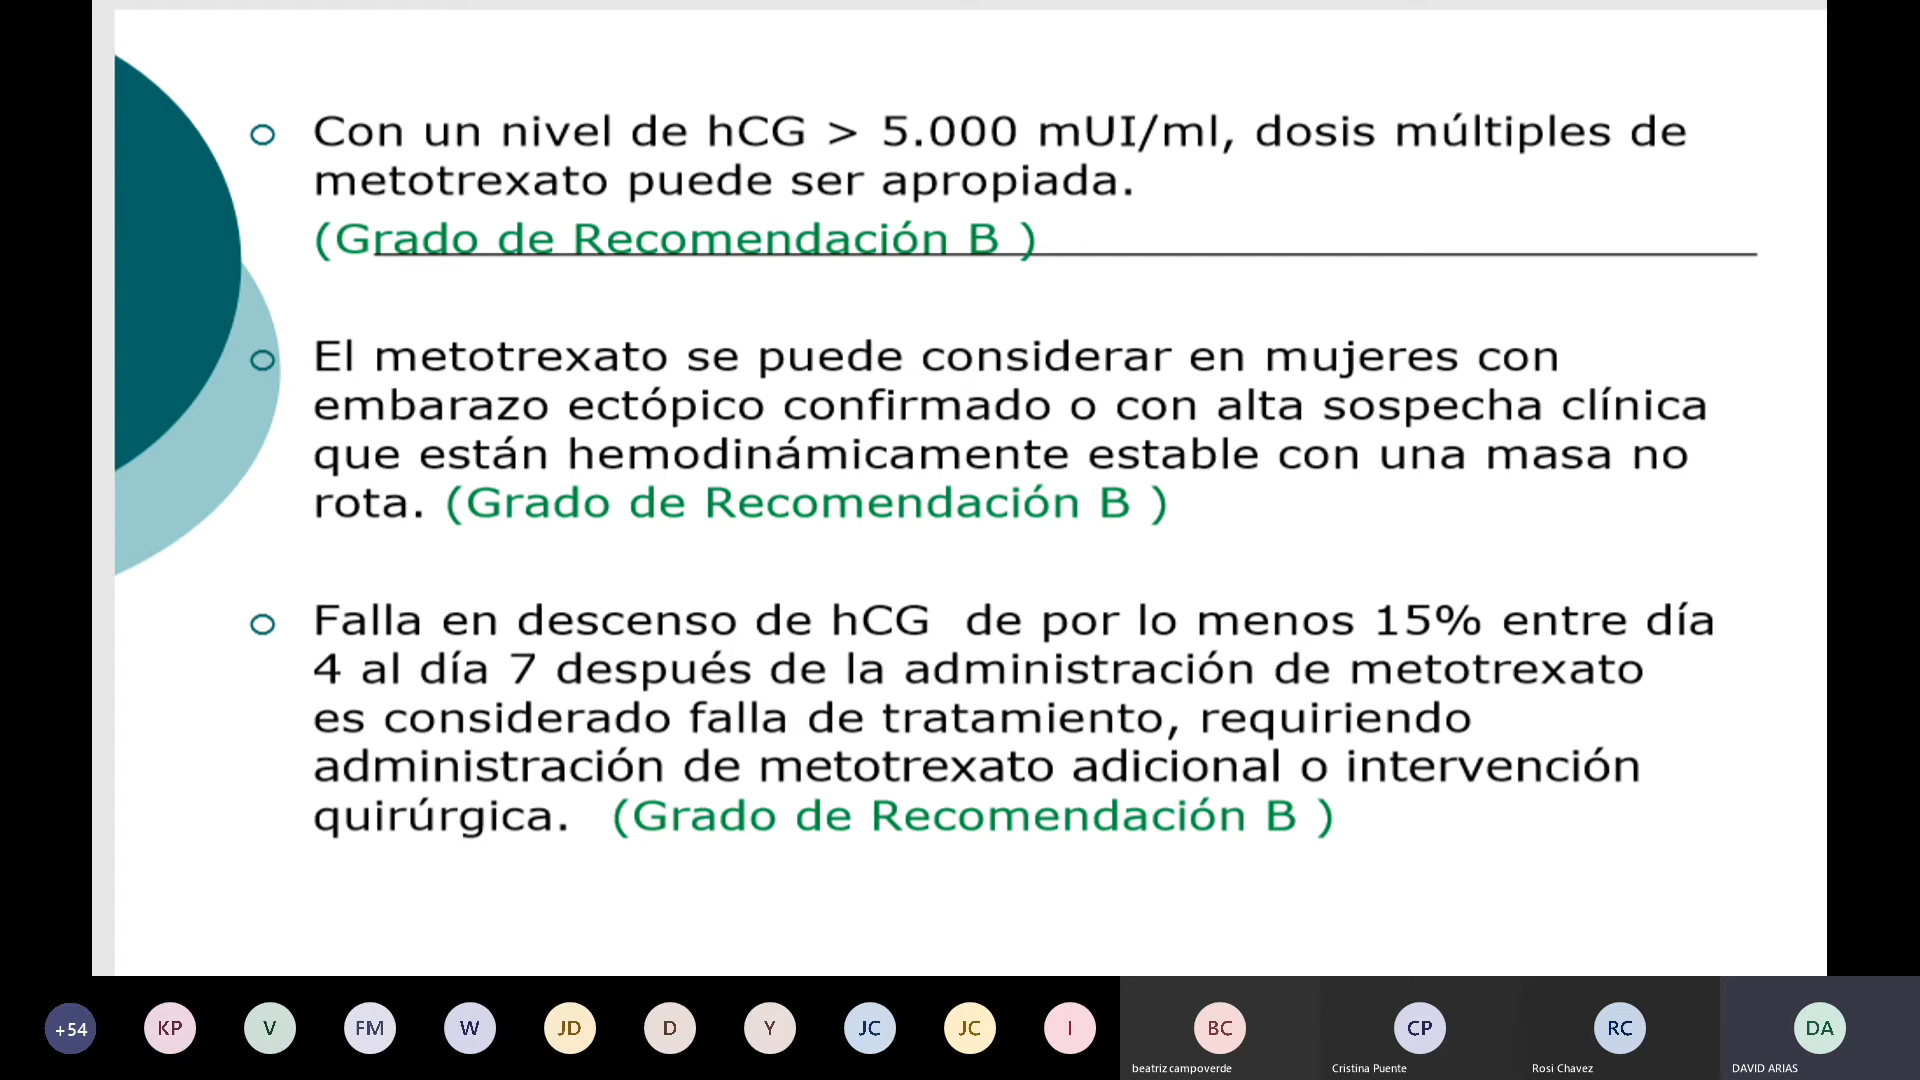 Con un nivel de hCG > 5.000 mUI/ml, dosis múltiples de
metotrexato puede ser apropiada.
(Grado de Recomendación B )
El metotrexato se puede considerar en mujeres con
embarazo ectópico confirmado o con alta sospecha clínica
que están hemodinámicamente estable con una masa no
rota. (Grado de Recomendación B )
Falla en descenso de hCG de por lo menos 15% entre día
4 al día 7 después de la administración de metotrexato
es considerado falla de tratamiento, requiriendo
administración de metotrexato adicional o intervención
quirúrgica. (Grado de Recomendación B )
+54 KP V FM W JD D Y JC JC I BC CP RC DA
beatriz campoverde Cristina Puente Rosi Chavez DAVID ARIAS